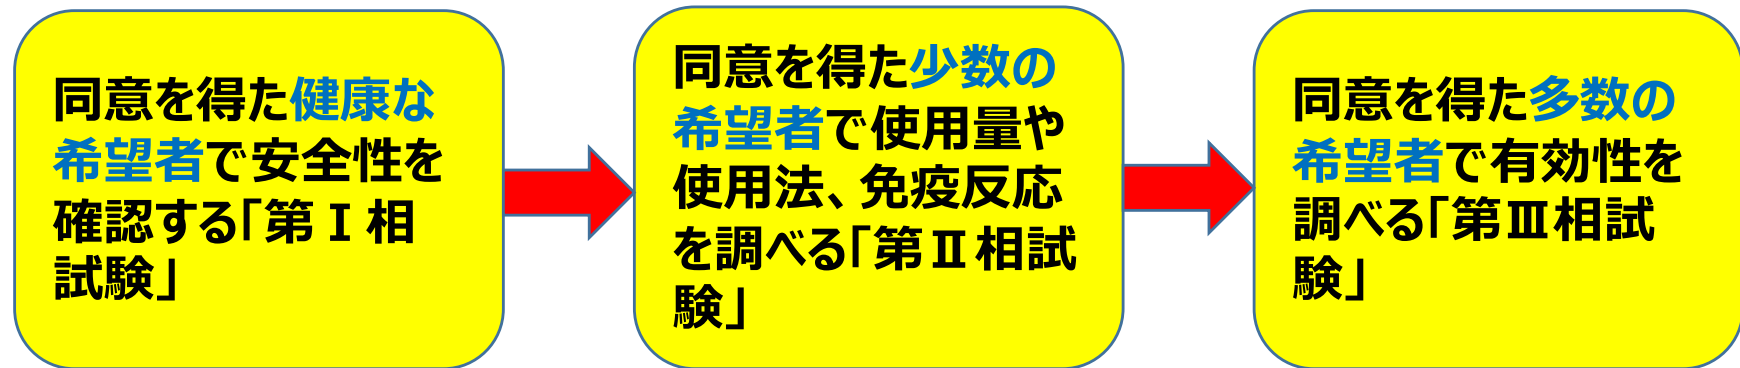 同意を得た健康な
希望者で安全性を
確認する「第Ⅰ相
試験」
同意を得た少数の
希望者で使用量や
使用法、免疫反応
を調べる「第Ⅱ相試
験」
同意を得た多数の
希望者で有効性を
調べる「第Ⅲ相試
験」